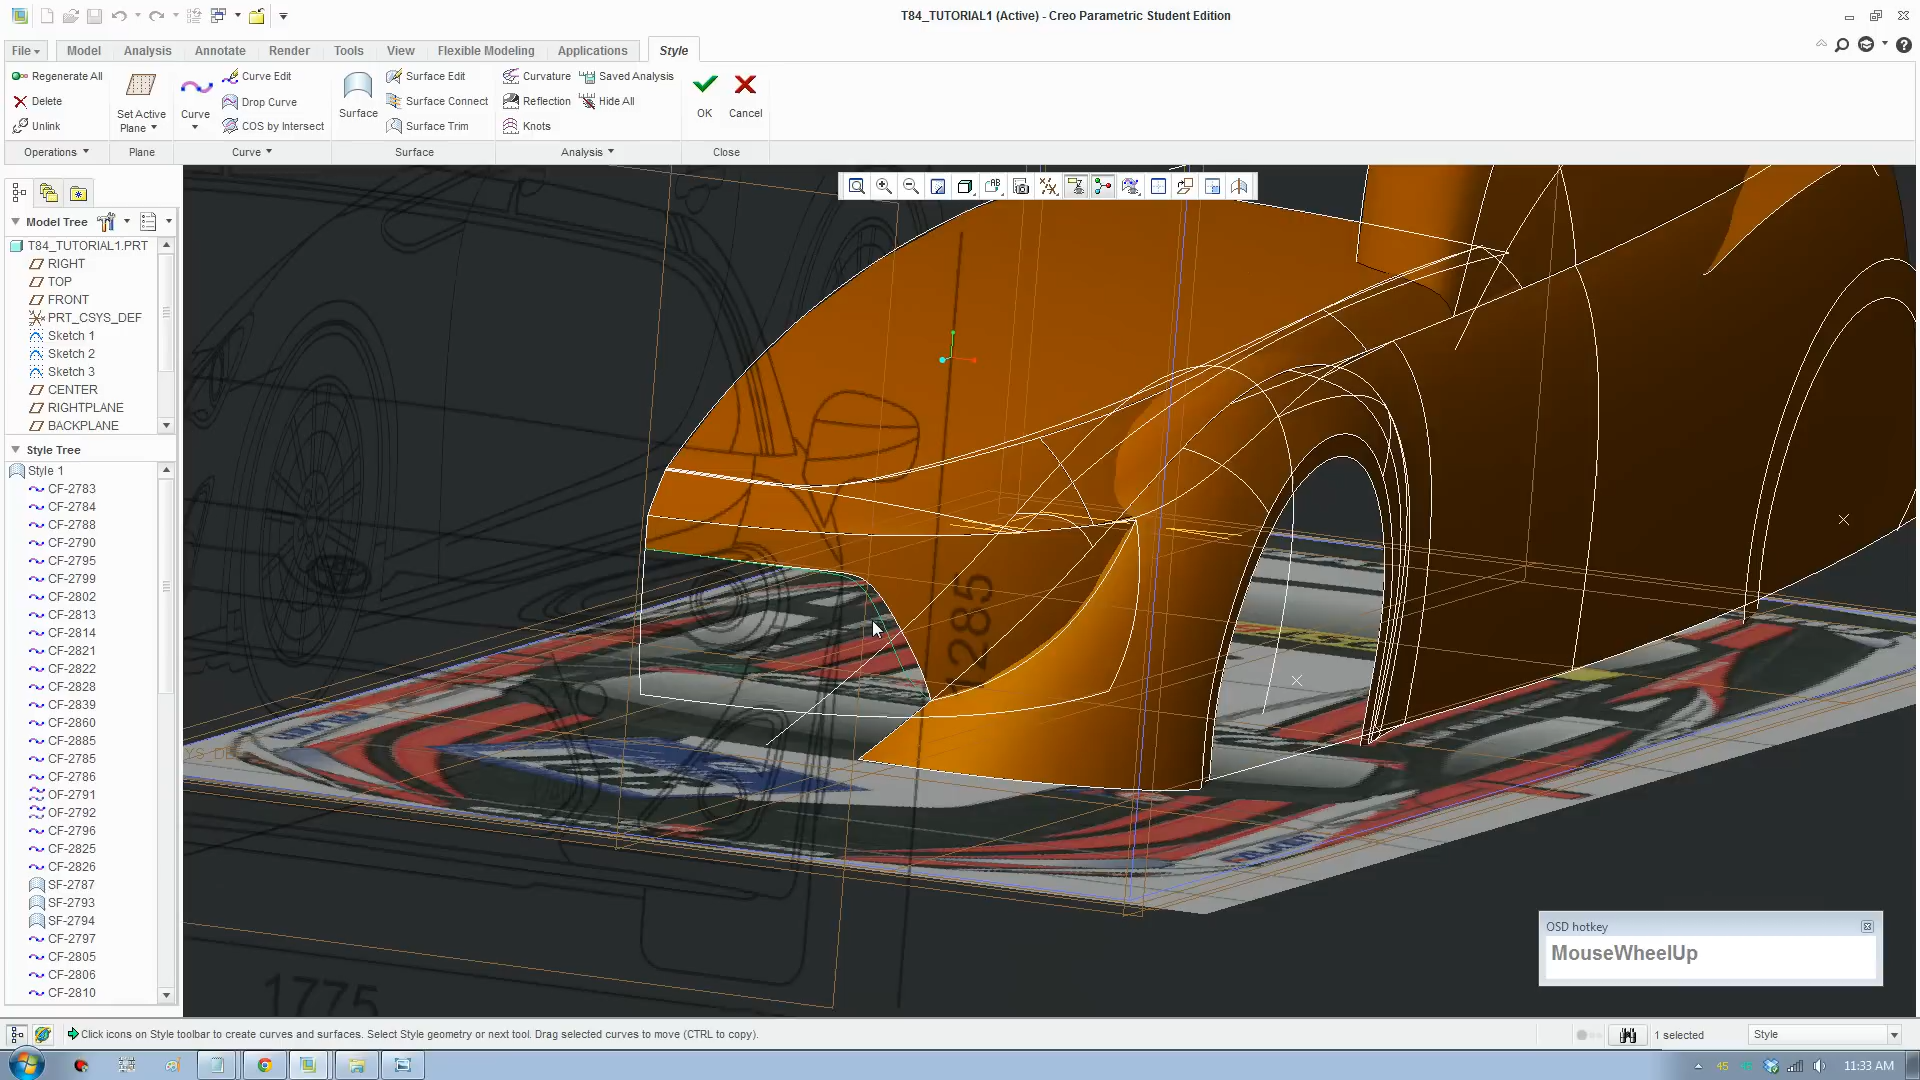 T84_TUTORIAL1 (Active) - Creo Parametric Student Edition
File
Model
Analysis
Annotate
Render
Tools
View
Flexible Modeling
Applications
Style
Regenerate All
Delete
Unlink
Operations
Set Active
Plane
Plane
Curve
Curve Edit
Drop Curve
COS by Intersect
Curve
Surface
Surface Edit
Surface Connect
Surface Trim
Surface
Curvature
Reflection
Knots
Saved Analysis
Hide All
Analysis
OK
Cancel
Close
Model Tree
T84_TUTORIAL1.PRT
RIGHT
TOP
FRONT
PRT_CSYS_DEF
Sketch 1
Sketch 2
Sketch 3
CENTER
RIGHTPLANE
BACKPLANE
Style Tree
Style 1
CF-2783
CF-2784
CF-2788
CF-2790
CF-2795
CF-2799
CF-2802
CF-2813
CF-2814
CF-2821
CF-2822
CF-2828
CF-2839
CF-2860
CF-2885
CF-2785
CF-2786
OF-2791
OF-2792
CF-2796
CF-2825
CF-2826
SF-2787
SF-2793
SF-2794
CF-2797
CF-2805
CF-2806
CF-2810
1285
1775
OSD hotkey
MouseWheelUp
Click icons on Style toolbar to create curves and surfaces. Select Style geometry or next tool. Drag selected curves to move (CTRL to copy).
1 selected
Style
45
11:33 AM